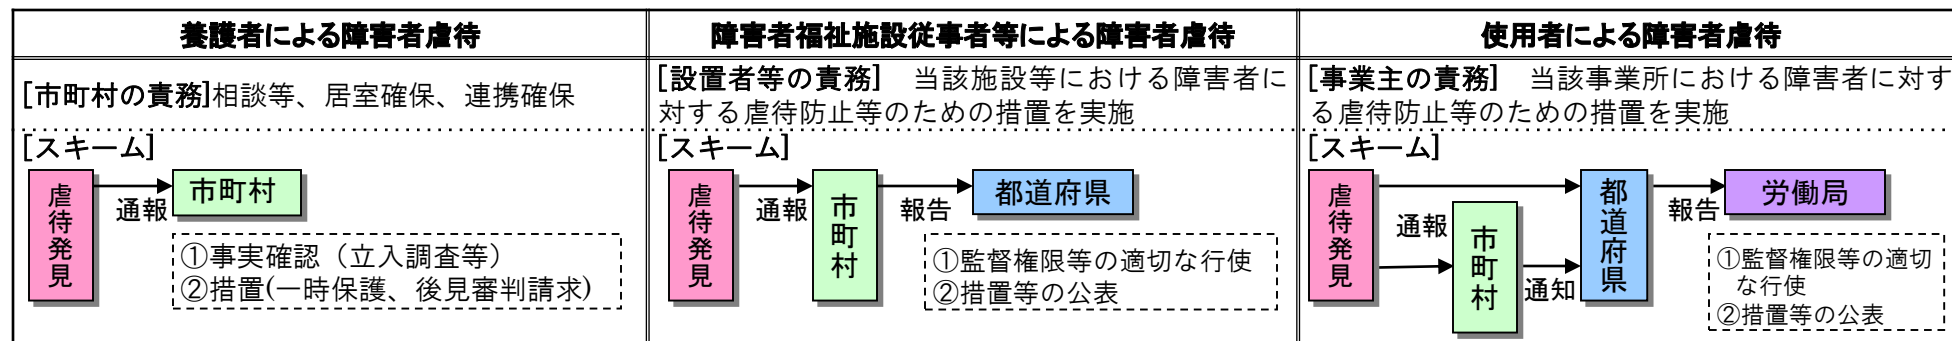 養護者による障害者虐待
[市町村の責務]相談等、居室確保、連携確保
[スキーム]
虐待発見
通報
市町村
①事実確認（立入調査等）
②措置(一時保護、後見審判請求)
障害者福祉施設従事者等による障害者虐待
[設置者等の責務]　当該施設等における障害者に
対する虐待防止等のための措置を実施
[スキーム]
虐待発見
通報
市町村
報告
都道府県
①監督権限等の適切な行使
②措置等の公表
使用者による障害者虐待
[事業主の責務]　当該事業所における障害者に対す
る虐待防止等のための措置を実施
[スキーム]
虐待発見
通報
市町村
通知
都道府県
報告
労働局
①監督権限等の適切
な行使
②措置等の公表